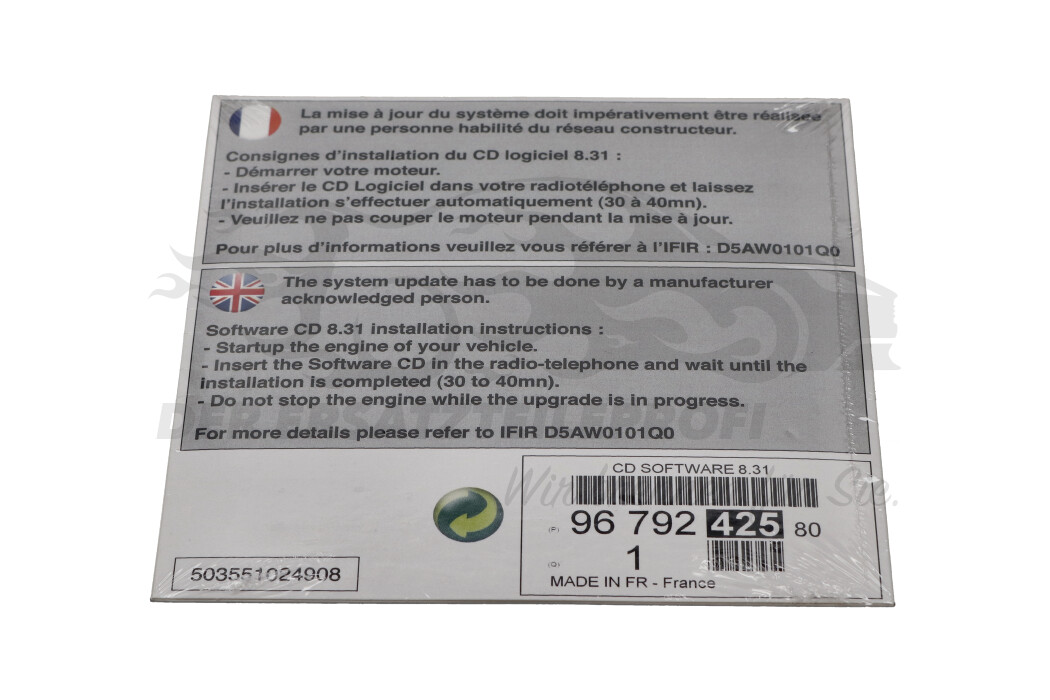 La mise à jour du système doit impérativement être réalisée
par une personne habilité du réseau constructeur.
Consignes d'installation du CD logiciel 8.31 :
- Démarrer votre moteur.
- Insérer le CD Logiciel dans votre radiotéléphone et laissez
l'installation s'effectuer automatiquement (30 à 40mn).
- Veuillez ne pas couper le moteur pendant la mise à jour.
Pour plus d'informations veuillez vous référer à l'IFIR : D5AW0101Q0
The system update has to be done by a manufacturer
acknowledged person.
Software CD 8.31 installation instructions :
- Startup the engine of your vehicle.
- Insert the Software CD in the radio-telephone and wait until the
installation is completed (30 to 40mn).
- Do not stop the engine while the upgrade is in progress.
DER ERSATZTEILEPROFI
For more details please refer to IFIR D5AW0101Q0
CD SOFTWARE 8.31
Wir Sie.
(P) 96 792 425 80
(Q) 1
MADE IN FR - France
503551024908